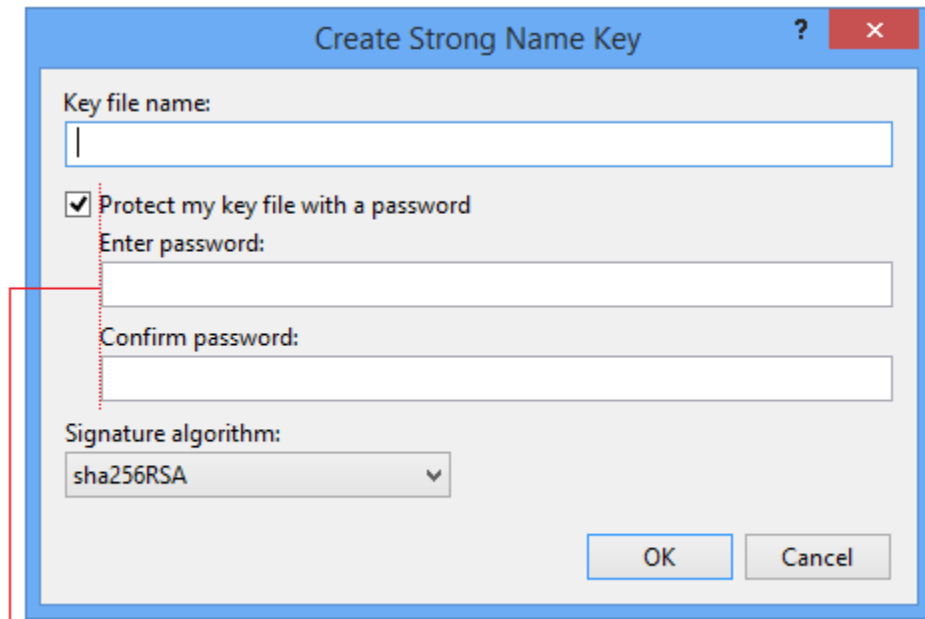 Create Strong Name Key
?
Key file name:
Protect my key file with a password
Enter password:
Confirm password:
Signature algorithm:
sha256RSA
OK Cancel